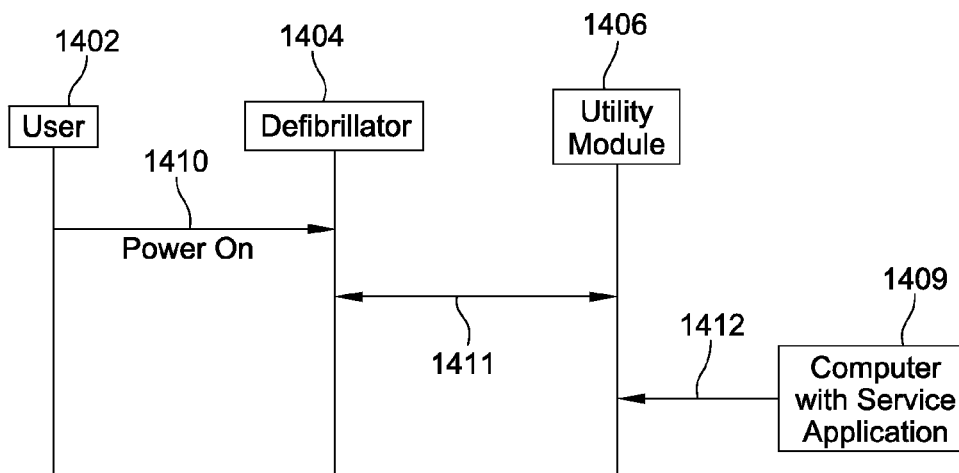 1402
1404
1406
User
Defibrillator
Utility
Module
1410
Power On
1411
1409
1412
Computer
with Service
Application